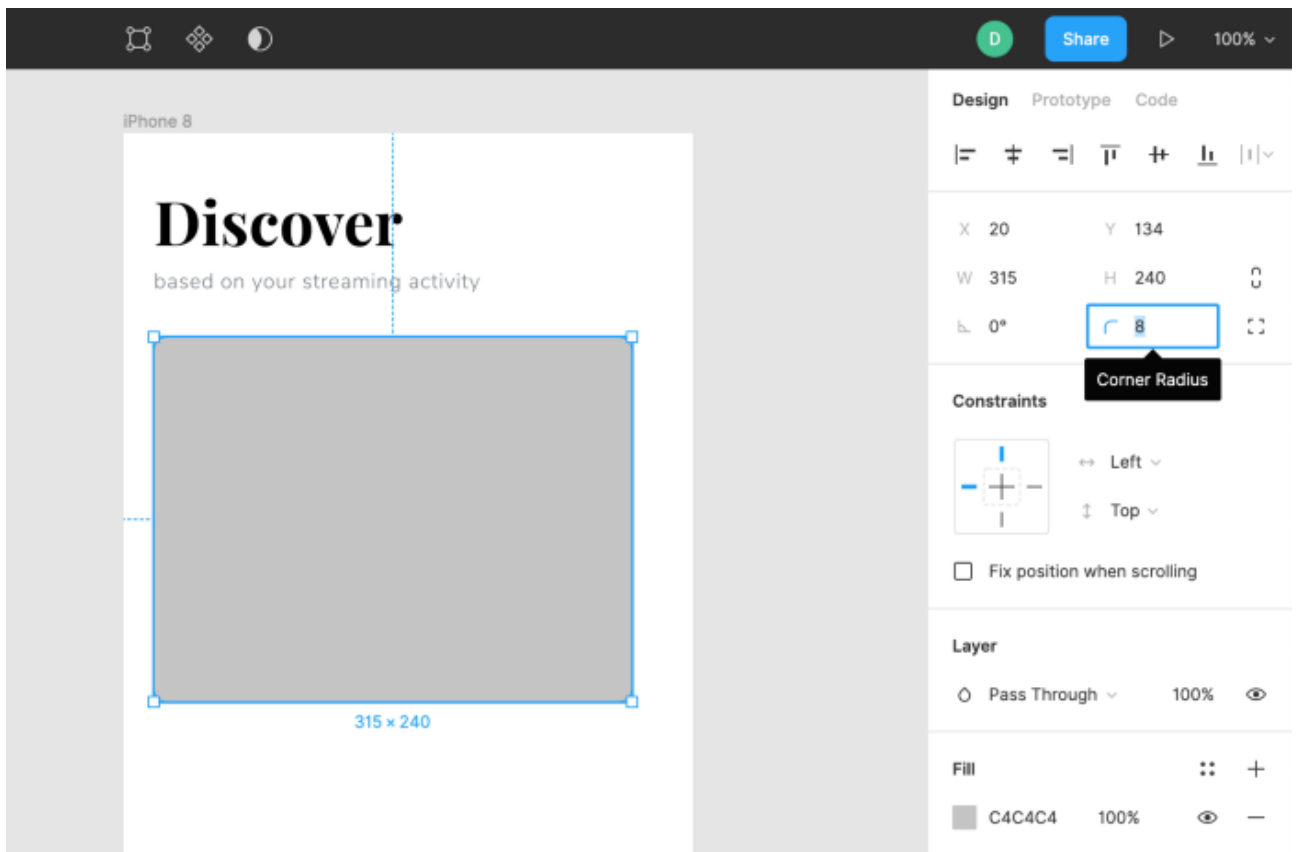 D Share 100%
Design Prototype Code
iPhone 8
Discover
based on your streaming activity
315 × 240
X 20 Y 134
W 315 H 240
0° 8
Corner Radius
Constraints
Left
Top
Fix position when scrolling
Layer
Pass Through 100%
Fill
C4C4C4 100%